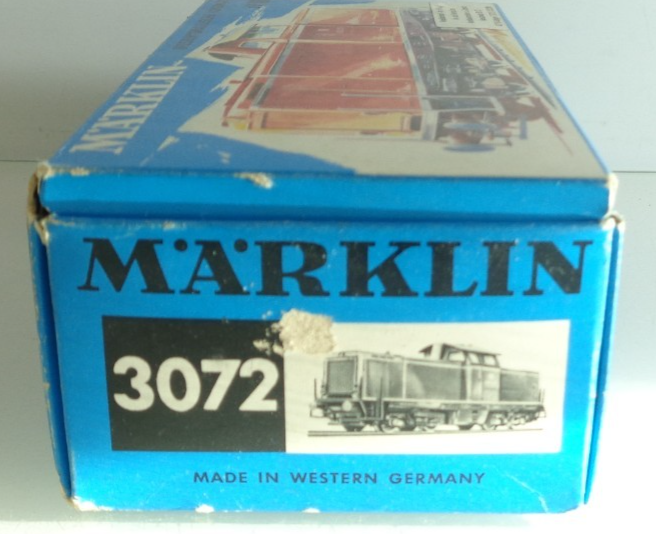 MÄRKLIN
MÄRKLIN
3072
MADE IN WESTERN GERMANY